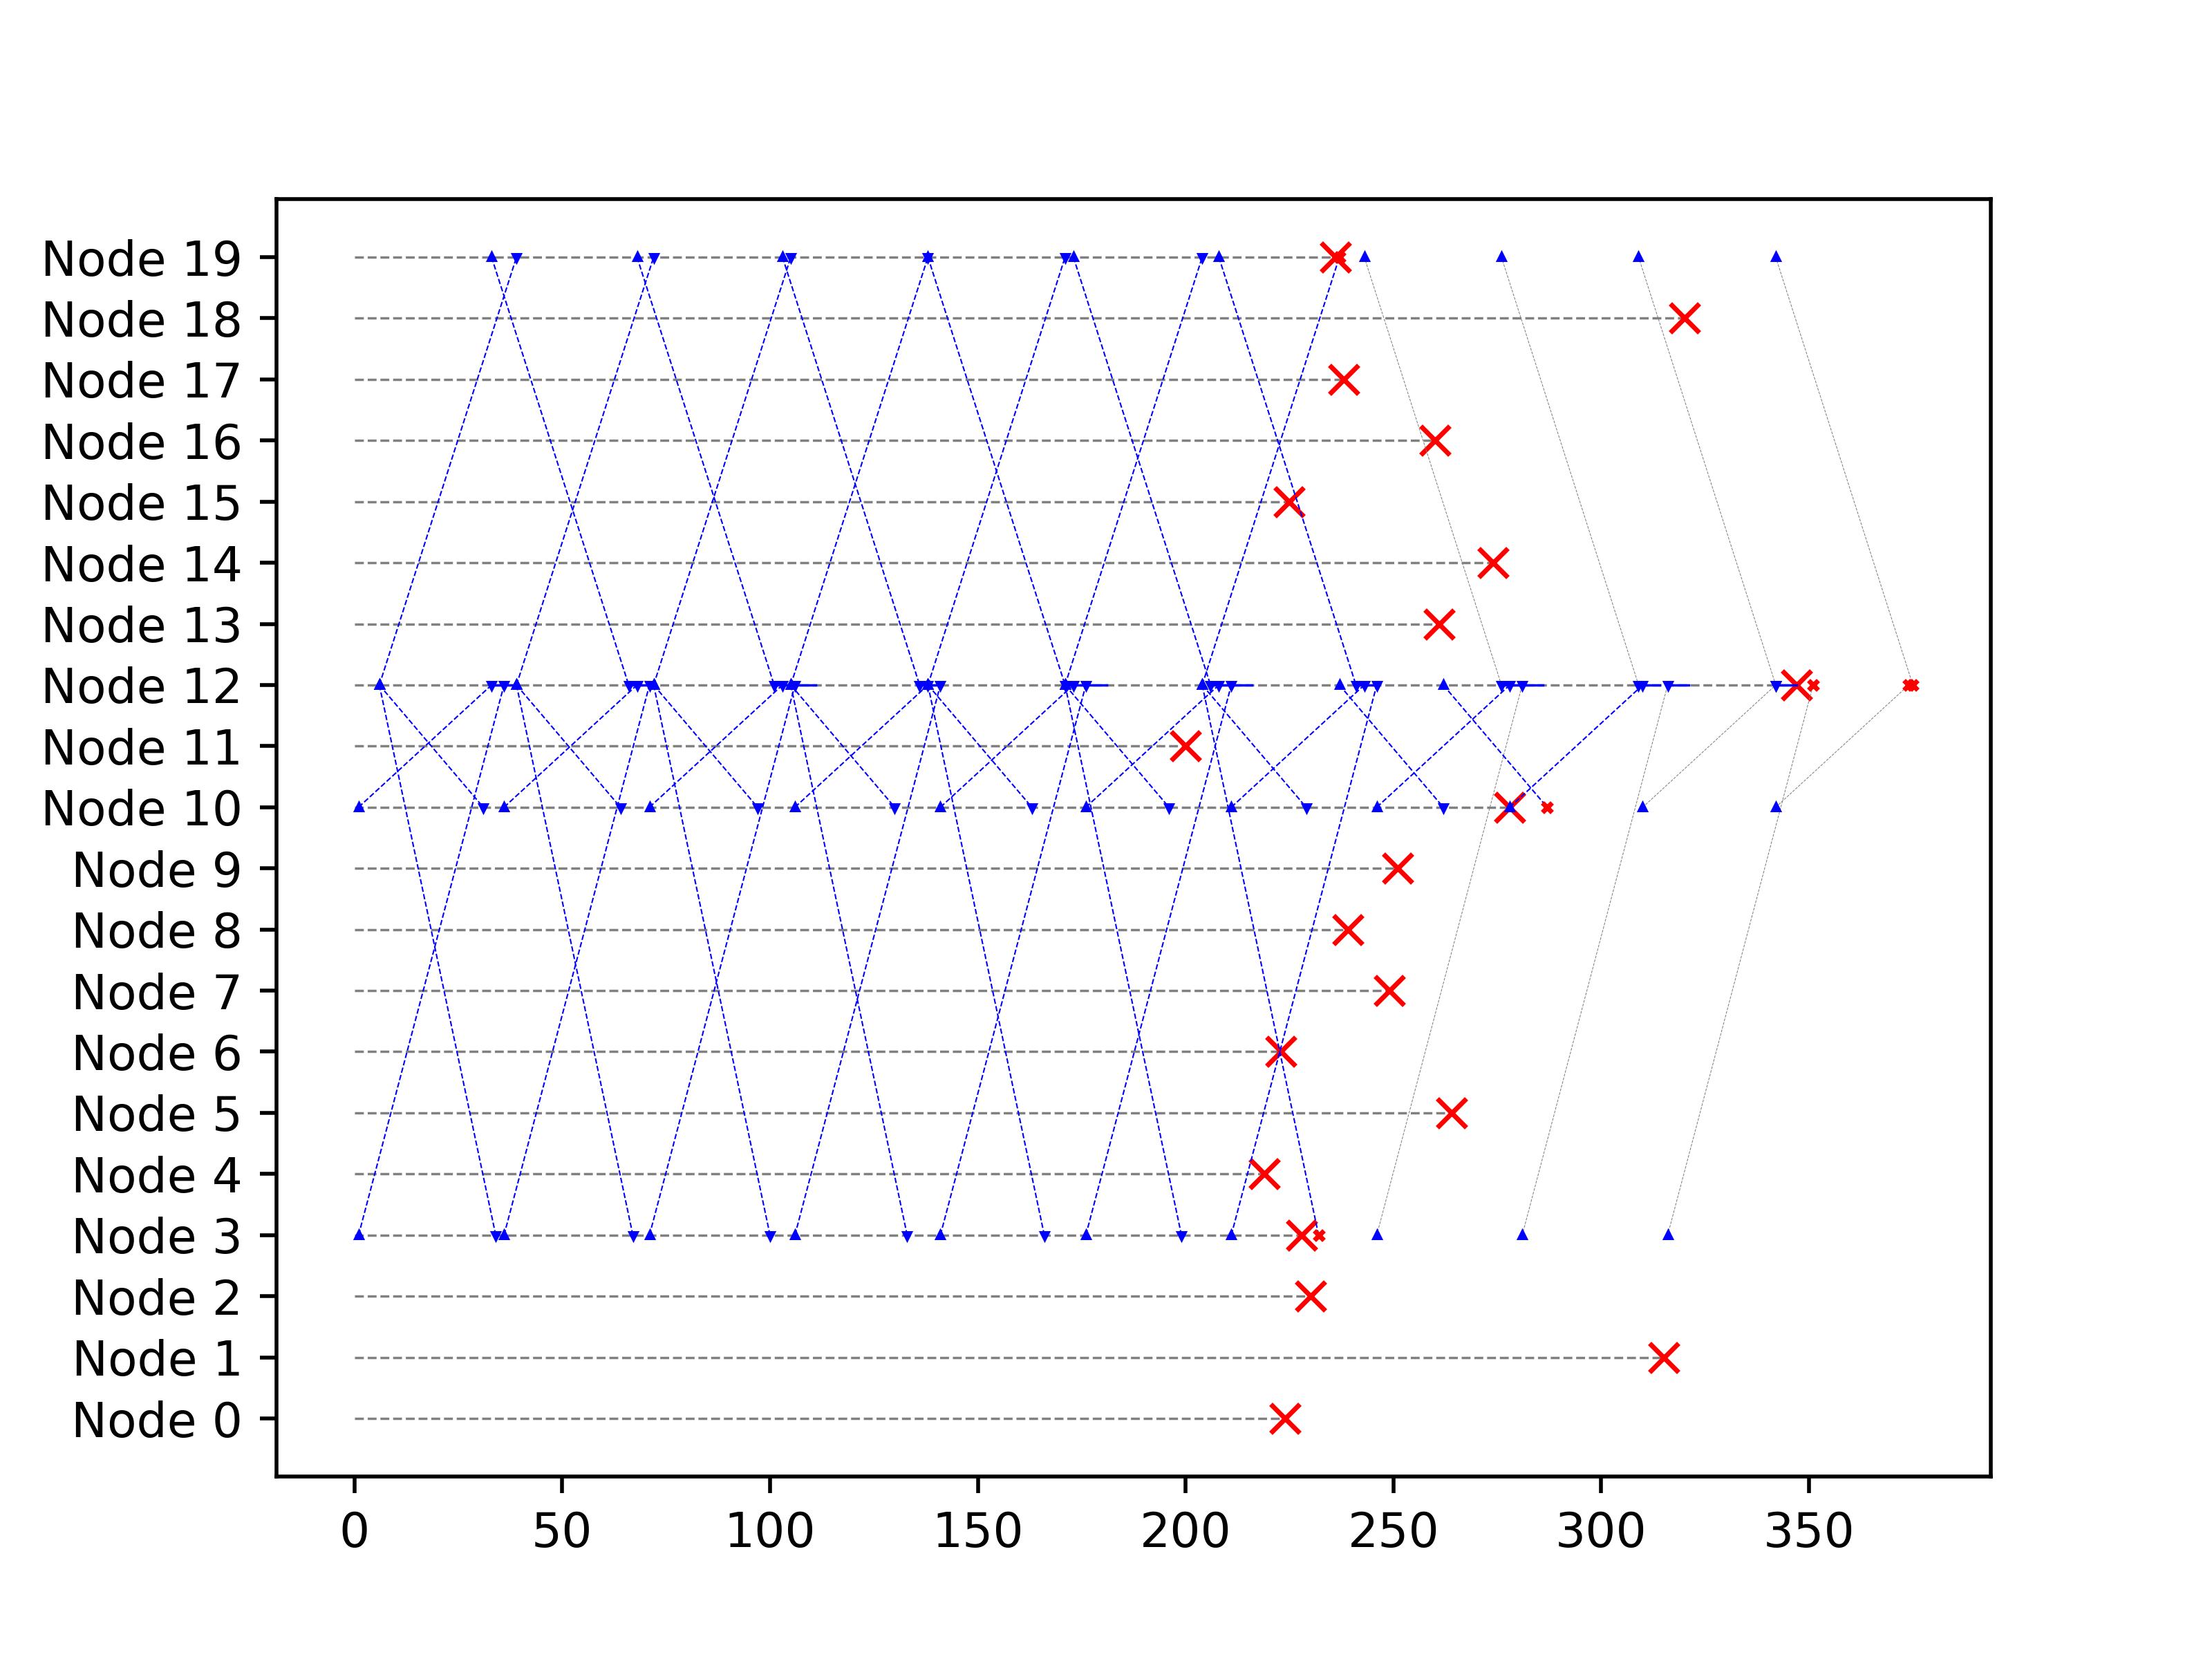 Node 19
Node 18
Node 17
Node 16
Node 15
Node 14
Node 13
Node 12
Node 11
Node 10
Node 9
Node 8
Node 7
Node 6
Node 5
Node 4
Node 3
Node 2
Node 1
Node 0
0 50 100 150 200 250 300 350